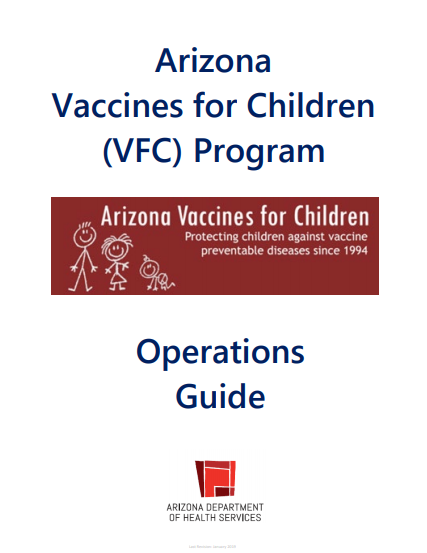 Arizona
Vaccines for Children
(VFC) Program
Arizona Vaccines for Children
Protecting children against vaccine
preventable diseases since 1994
Operations
Guide
ARIZONA DEPARTMENT
OF HEALTH SERVICES